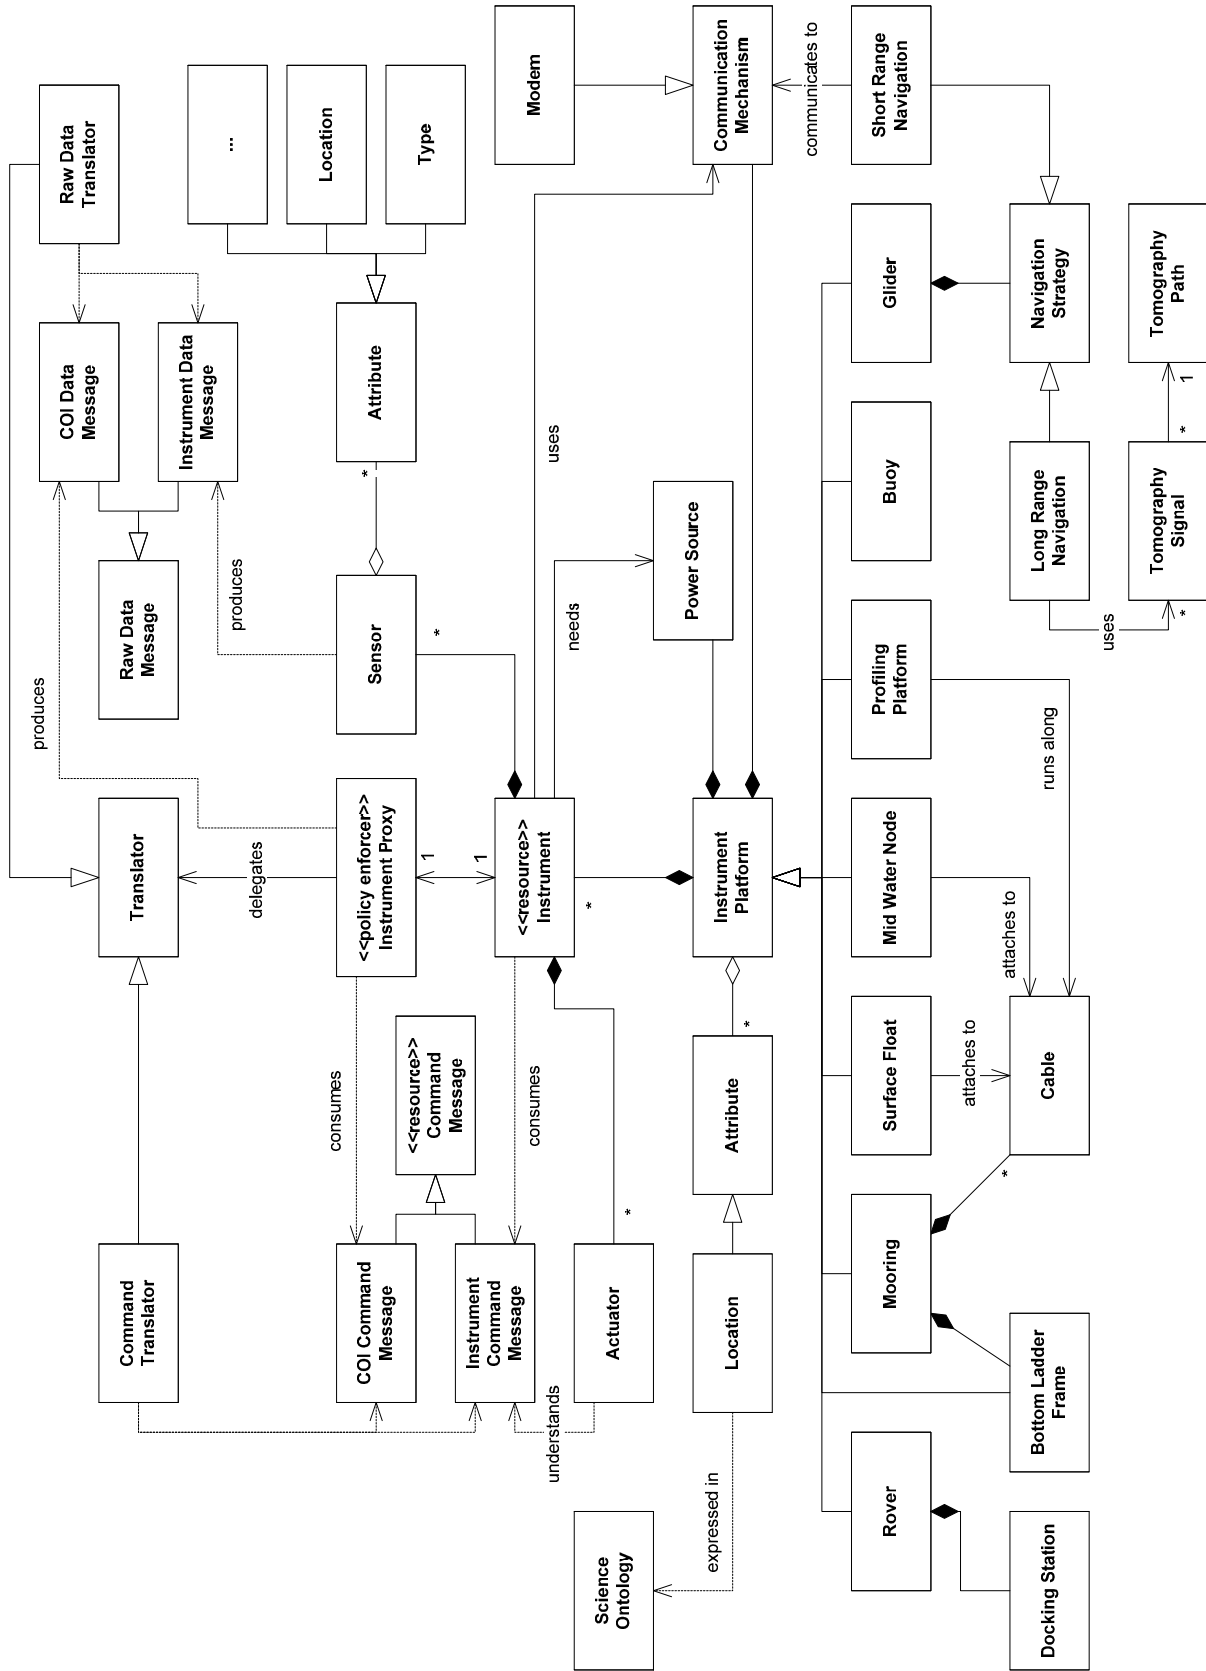 produces
Raw Data
Translator
COI Data
Message
Command
Translator
Translator
Raw Data
Message
Instrument Data
Message
...
produces
delegates
Location
consumes
COI Command
Message
<<policy enforcer>>
Instrument Proxy
Sensor
*
Attribute
Type
1
*
<<resource>>
Command
Message
1
Instrument
Command
Message
consumes
<<resource>>
Instrument
Modem
understands
uses
needs
*
Science
Ontology
Actuator
*
Power Source
expressed in
Location
Attribute
*
Instrument
Platform
Communication
Mechanism
communicates to
Rover
Mooring
Surface Float
Mid Water Node
Profiling
Platform
Buoy
Glider
Short Range
Navigation
attaches to
attaches to
*
runs along
Docking Station
Bottom Ladder
Frame
Cable
Long Range
Navigation
Navigation
Strategy
uses
*
Tomography
Signal
*
1
Tomography
Path